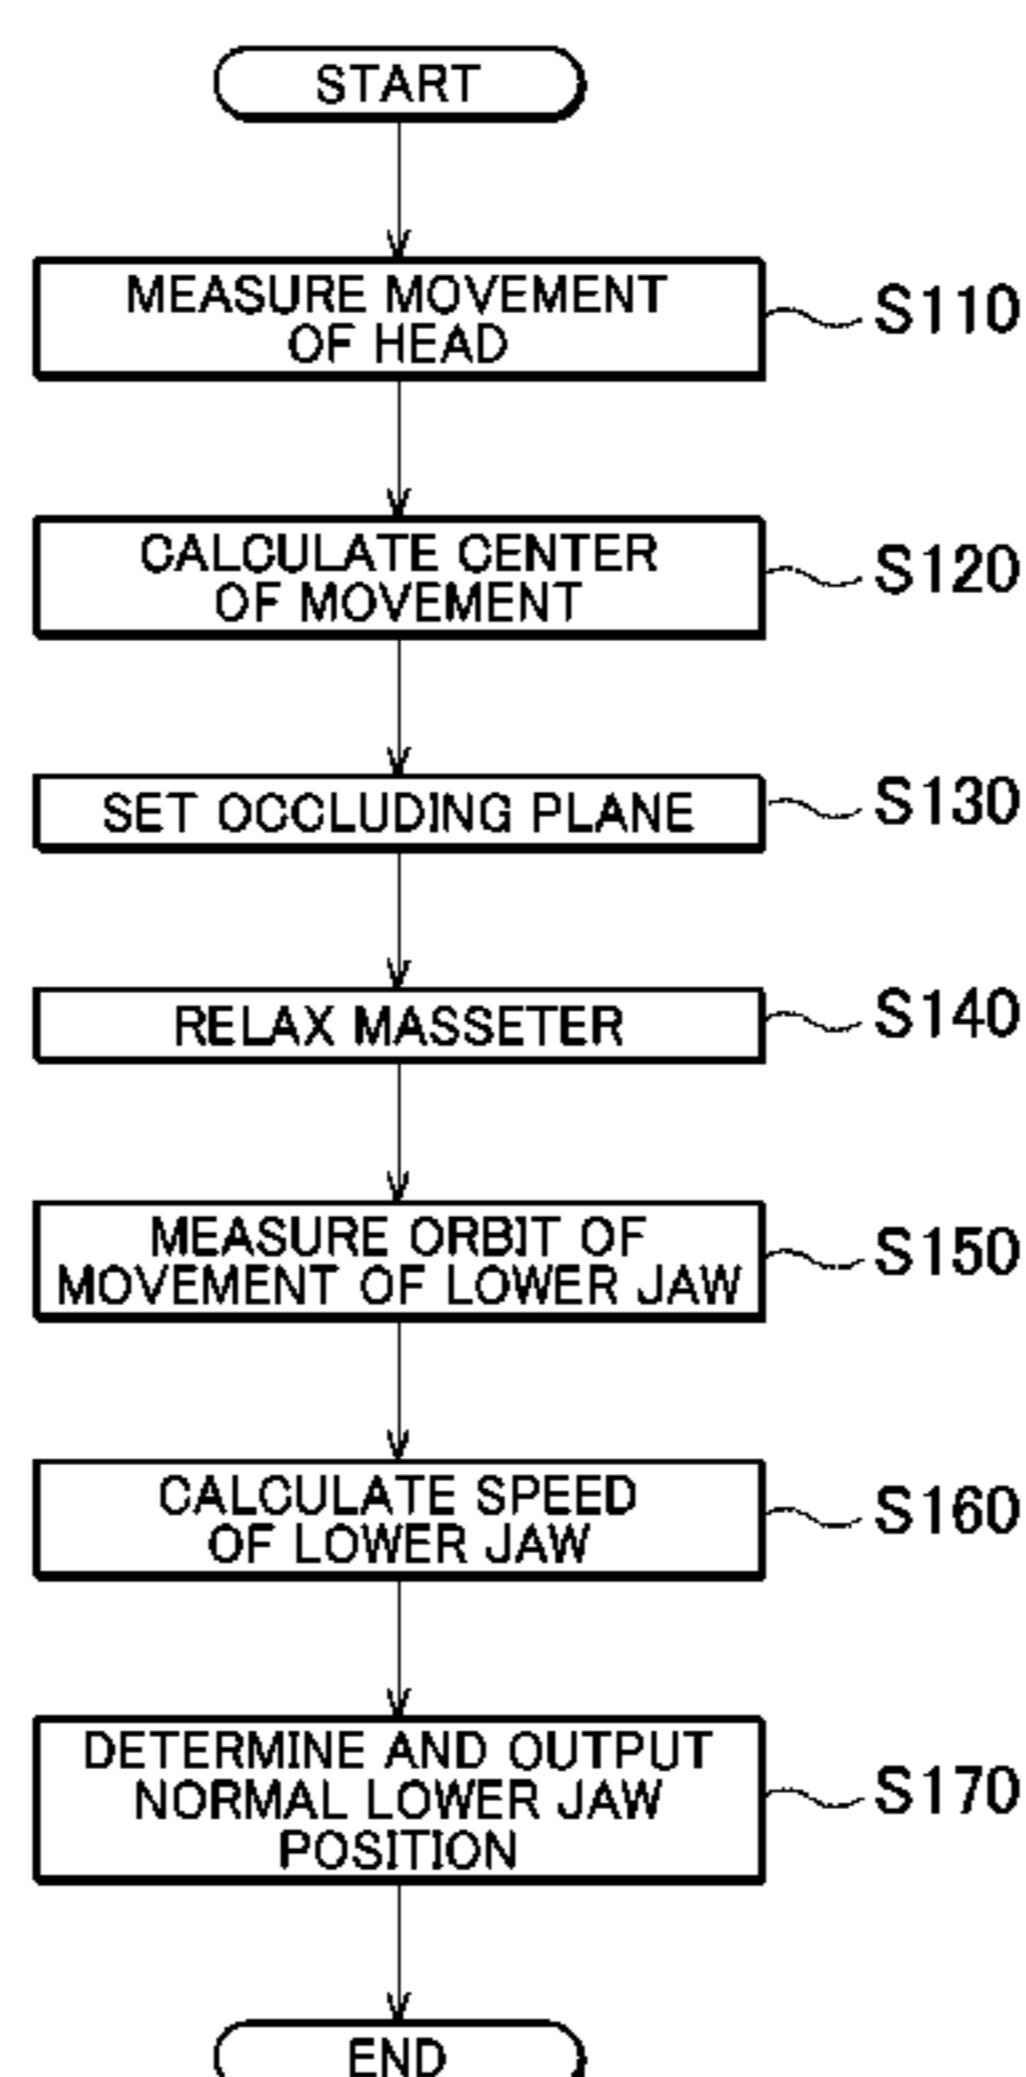 START
MEASURE MOVEMENT
OF HEAD
S110
CALCULATE CENTER
OF MOVEMENT
S120
SET OCCLUDING PLANE
S130
RELAX MASSETER
S140
MEASURE ORBIT OF
MOVEMENT OF LOWER JAW
S150
CALCULATE SPEED
OF LOWER JAW
S160
DETERMINE AND OUTPUT
NORMAL LOWER JAW
POSITION
S170
END